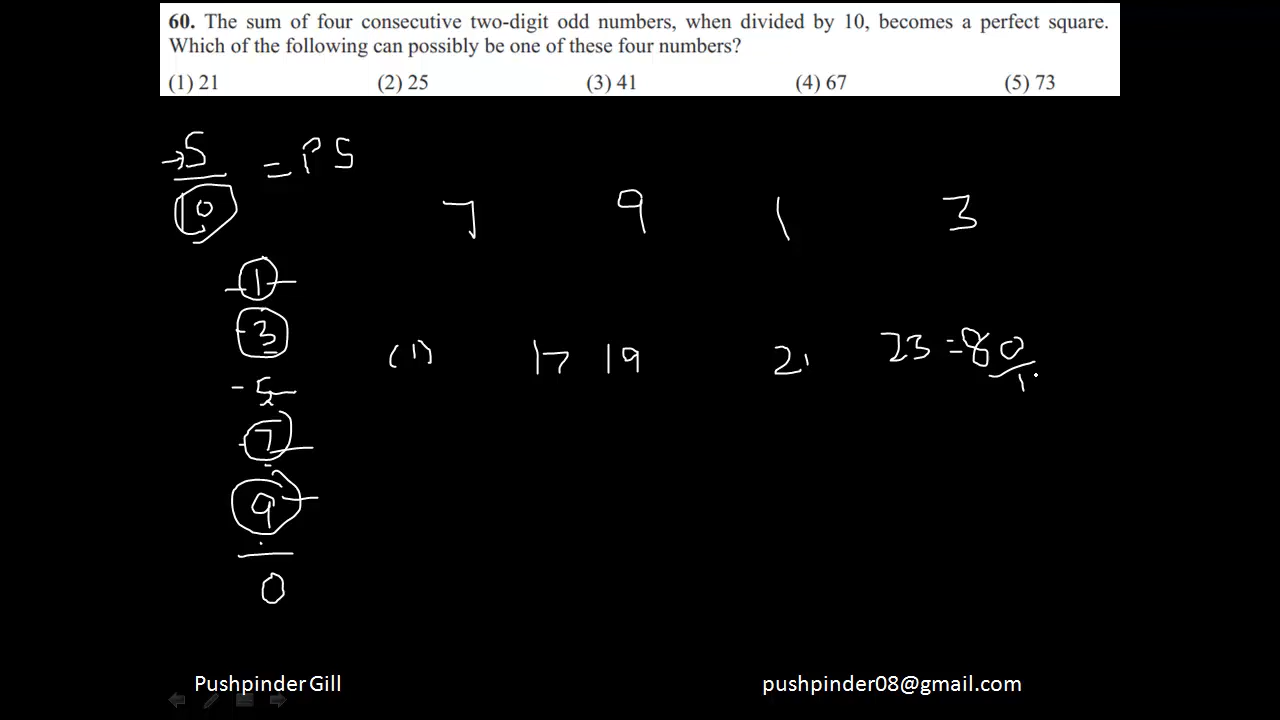 60. The sum of four consecutive two-digit odd numbers, when divided by 10, becomes a perfect square.
Which of the following can possibly be one of these four numbers?
(1) 21 (2) 25 (3) 41 (4) 67 (5) 73
S/10 = PS
7 9 1 3
1
3
(1) 17 19 21 23 = 80/1
5
7
9
0
Pushpinder Gill pushpinder08@gmail.com